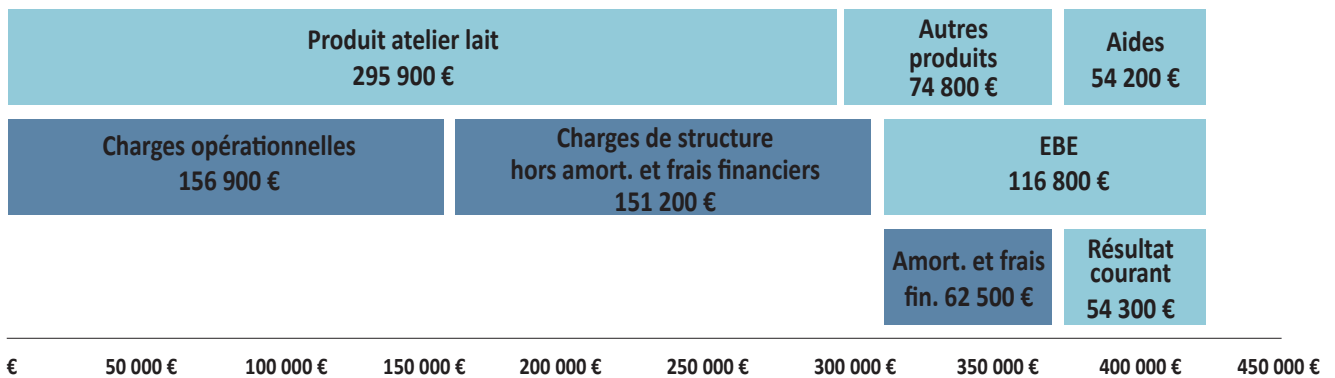 Produit atelier lait
295 900 €
Autres
produits
74 800 €
Aides
54 200 €
Charges opérationnelles
156 900 €
Charges de structure
hors amort. et frais financiers
151 200 €
EBE
116 800 €
Amort. et frais
fin. 62 500 €
Résultat
courant
54 300 €
€ 50 000 € 100 000 € 150 000 € 200 000 € 250 000 € 300 000 € 350 000 € 400 000 € 450 000 €